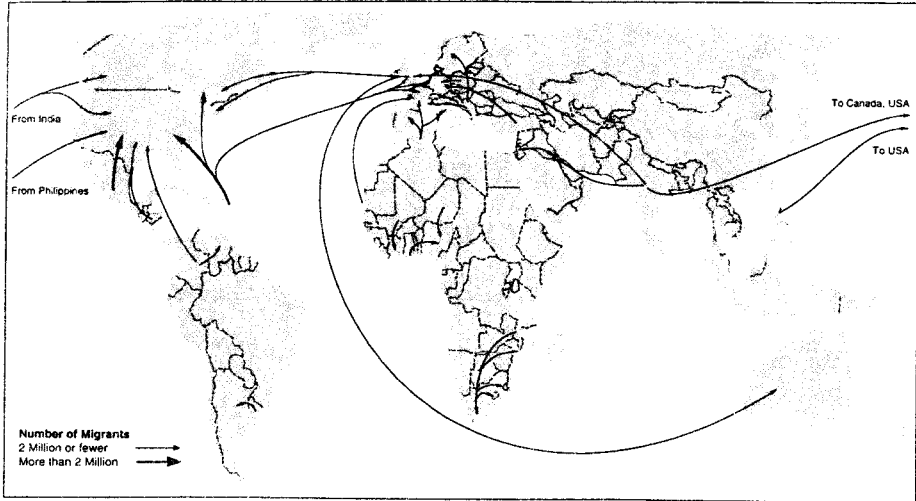 To Canada, USA
From India
To USA
From Philippines
Number of Migrants
2 Million or fewer
More than 2 Million